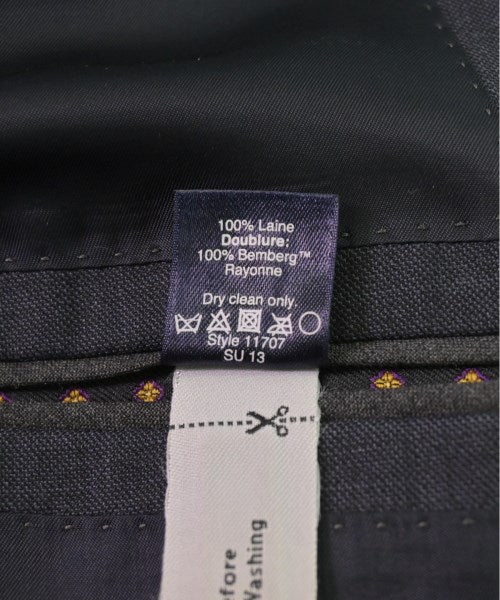 100% Laine
Doublure:
100% Bemberg™
Rayonne
Dry clean only.
Style 11707
SU 13
efore
Washing